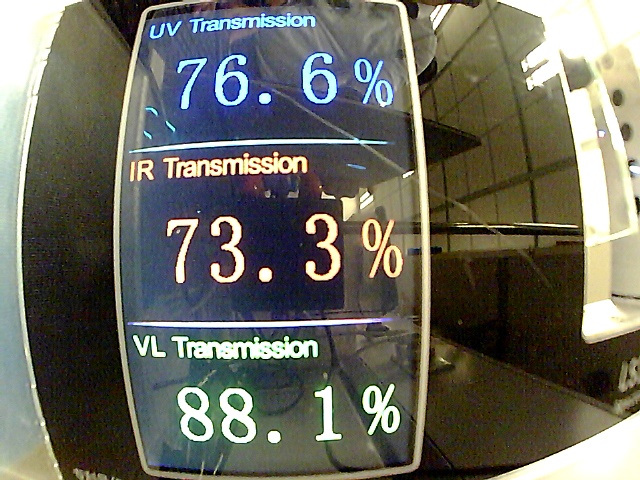 UV Transmission
76.6%
IR Transmission
73.3%
VL Transmission
88.1%